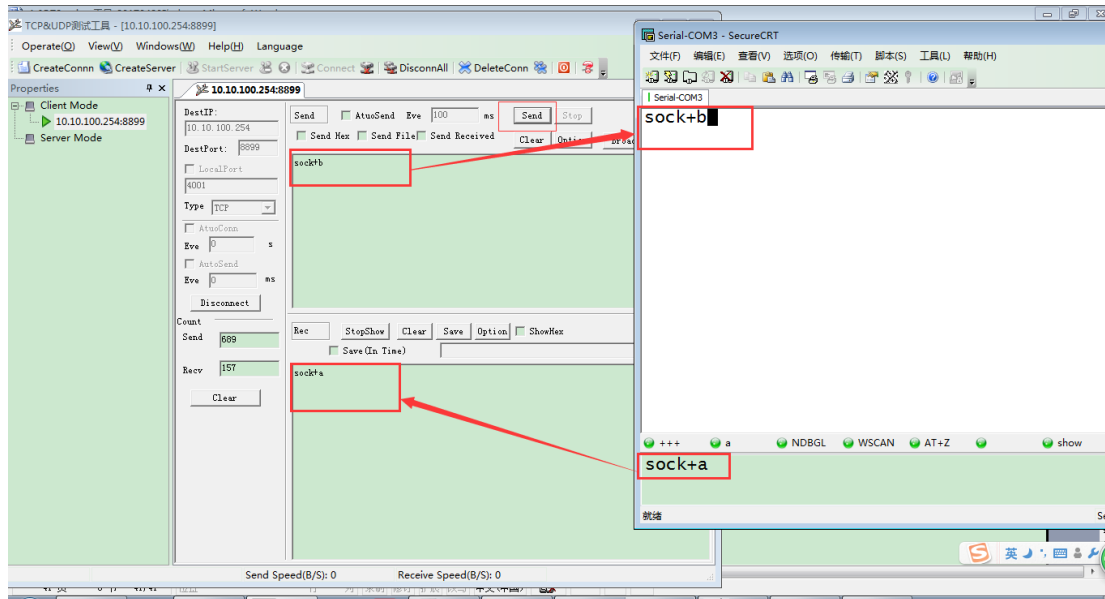 TCP&UDP测试工具 - [10.10.100.254:8899]
Operate(O) View(V) Windows(W) Help(H) Language
CreateConnn CreateServer StartServer Connect DisconnAll DeleteConn
Properties
Client Mode
10.10.100.254:8899
Server Mode
10.10.100.254:8899
DestIP:
10.10.100.254
DestPort: 8899
LocalPort
4001
Type TCP
AtuoConn
Eve 0 s
AutoSend
Eve 0 ms
Disconnect
Count
Send 689
Recv 157
Clear
Send AtuoSend Eve 100 ms Send Stop
Send Hex Send File Send Received Clear Option Broa
sock+b
Rec StopShow Clear Save Option ShowHex
Save(In Time)
sock+a
Send Speed(B/S): 0 Receive Speed(B/S): 0
Serial-COM3 - SecureCRT
文件(F) 编辑(E) 查看(V) 选项(O) 传输(T) 脚本(S) 工具(L) 帮助(H)
Serial-COM3
sock+b
+++ a NDBGL WSCAN AT+Z show
sock+a
就绪
英